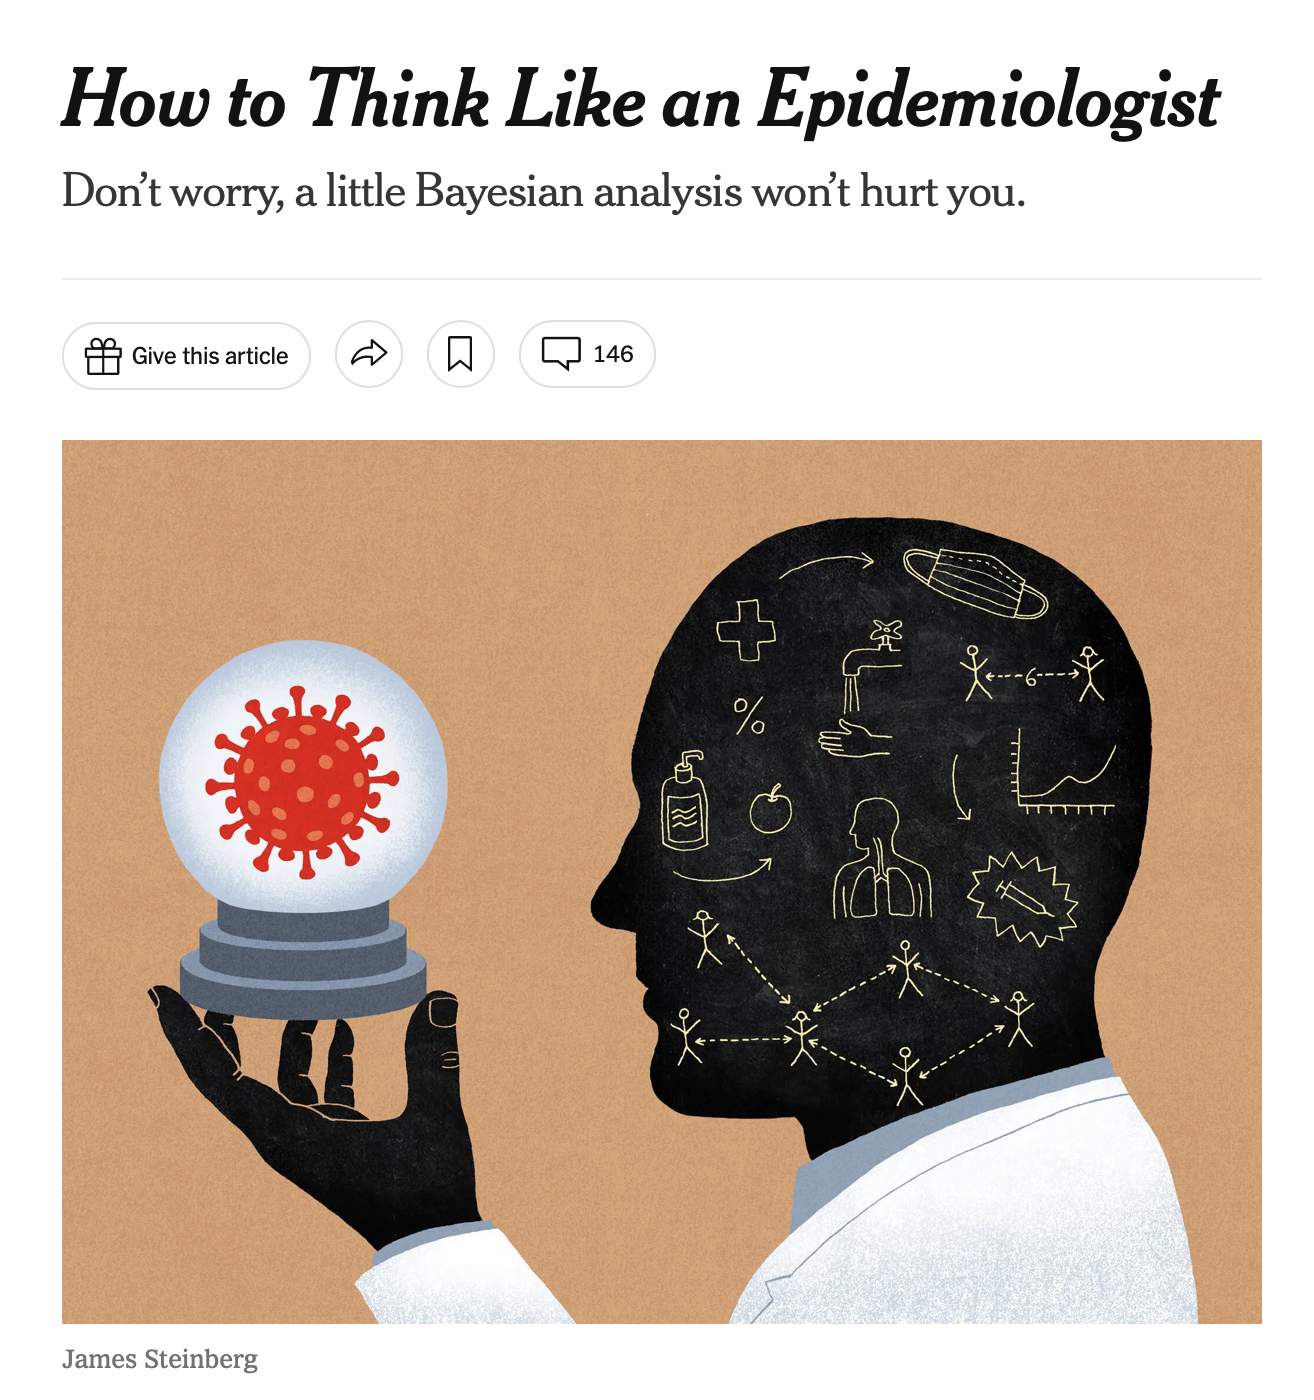 How to Think Like an Epidemiologist
Don’t worry, a little Bayesian analysis won’t hurt you.
Give this article
146
%
6
James Steinberg